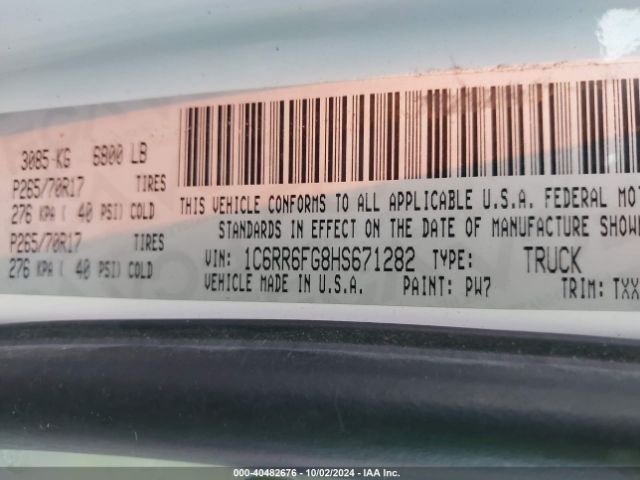 3085 KG 6800 LB
P265/70R17 TIRES
276 KPA ( 40 PSI) COLD
P265/70R17 TIRES
276 KPA ( 40 PSI) COLD
THIS VEHICLE CONFORMS TO ALL APPLICABLE U.S.A. FEDERAL MOT
STANDARDS IN EFFECT ON THE DATE OF MANUFACTURE SHOW
VIN: 1C6RR6FG8HS671282 TYPE: TRUCK
VEHICLE MADE IN U.S.A. PAINT: PW7 TRIM: TXX
000-40482676 - 10/02/2024 - IAA Inc.